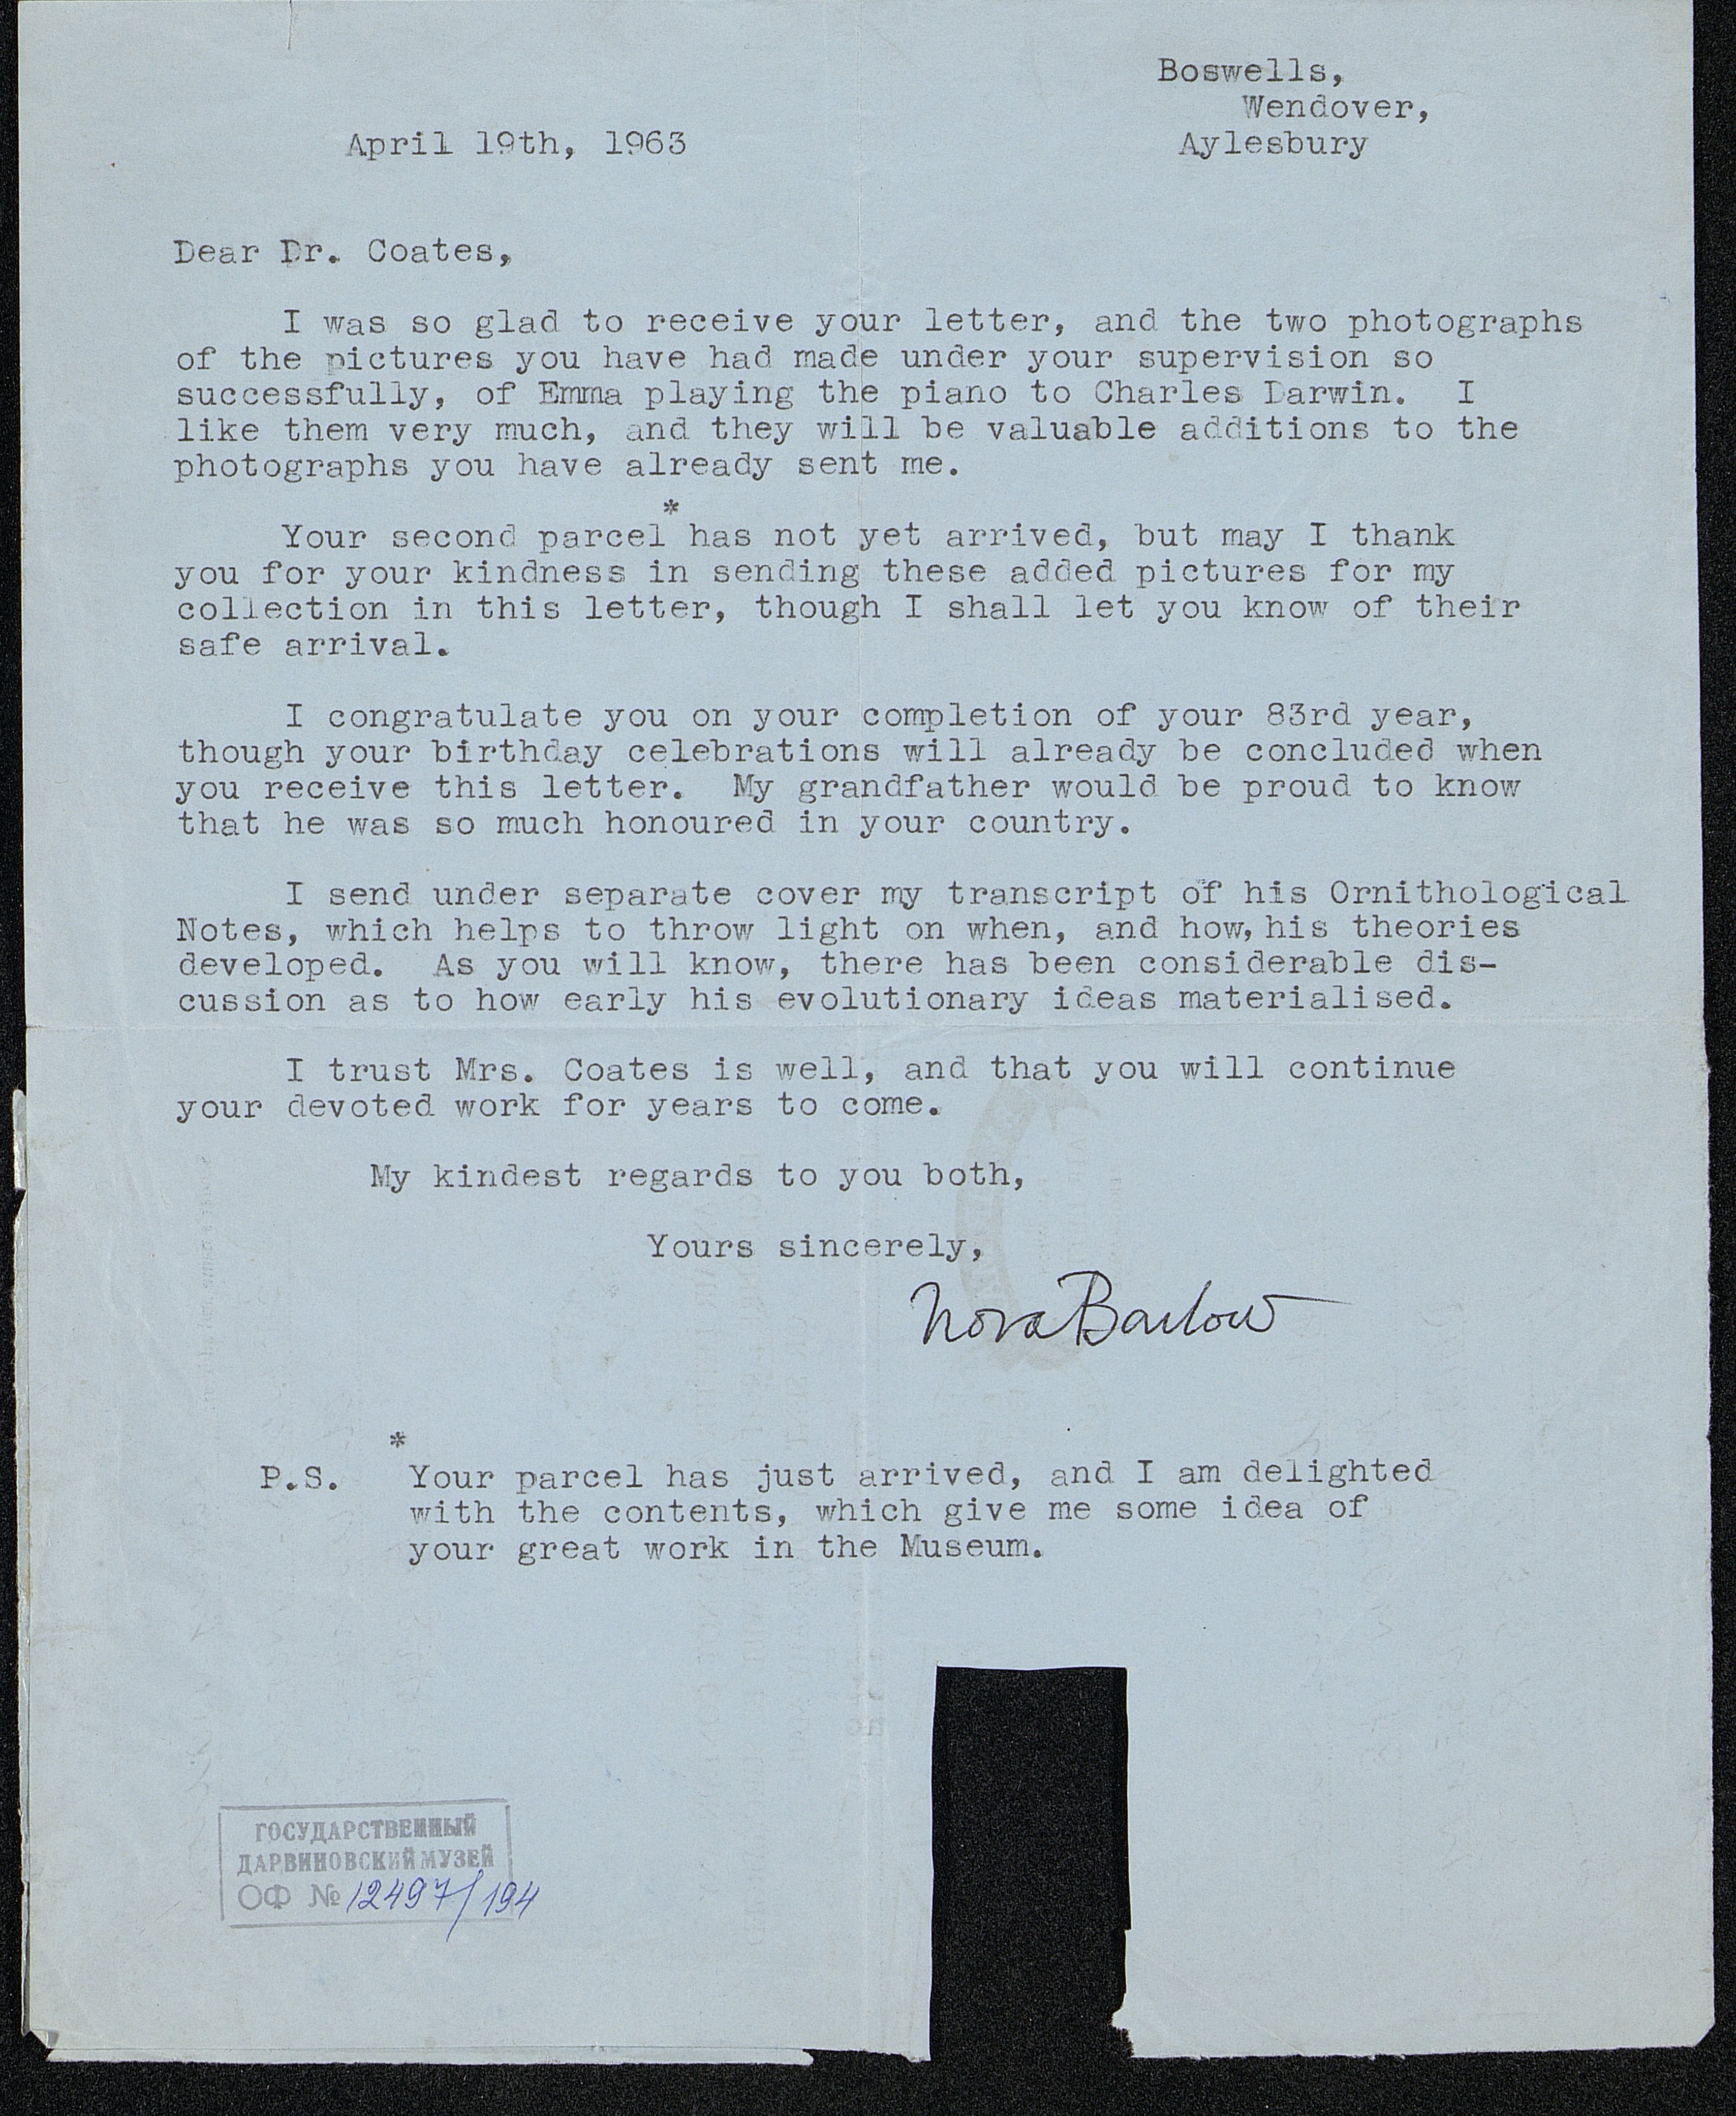 Boswells,
Wendover,
April 19th, 1963 Aylesbury
Dear Dr. Coates,
I was so glad to receive your letter, and the two photographs
of the pictures you have had made under your supervision so
successfully, of Emma playing the piano to Charles Darwin. I
like them very much, and they will be valuable additions to the
photographs you have already sent me.
*
Your second parcel has not yet arrived, but may I thank
you for your kindness in sending these added pictures for my
collection in this letter, though I shall let you know of their
safe arrival.
I congratulate you on your completion of your 83rd year,
though your birthday celebrations will already be concluded when
you receive this letter. My grandfather would be proud to know
that he was so much honoured in your country.
I send under separate cover my transcript of his Ornithological
Notes, which helps to throw light on when, and how, his theories
developed. As you will know, there has been considerable dis-
cussion as to how early his evolutionary ideas materialised.
I trust Mrs. Coates is well, and that you will continue
your devoted work for years to come.
My kindest regards to you both,
Yours sincerely,
Nora Barlow
*
P.S. Your parcel has just arrived, and I am delighted
with the contents, which give me some idea of
your great work in the Museum.
ГОСУДАРСТВЕННЫЙ
ДАРВИНОВСКИЙ МУЗЕЙ
ОФ № 12497/194